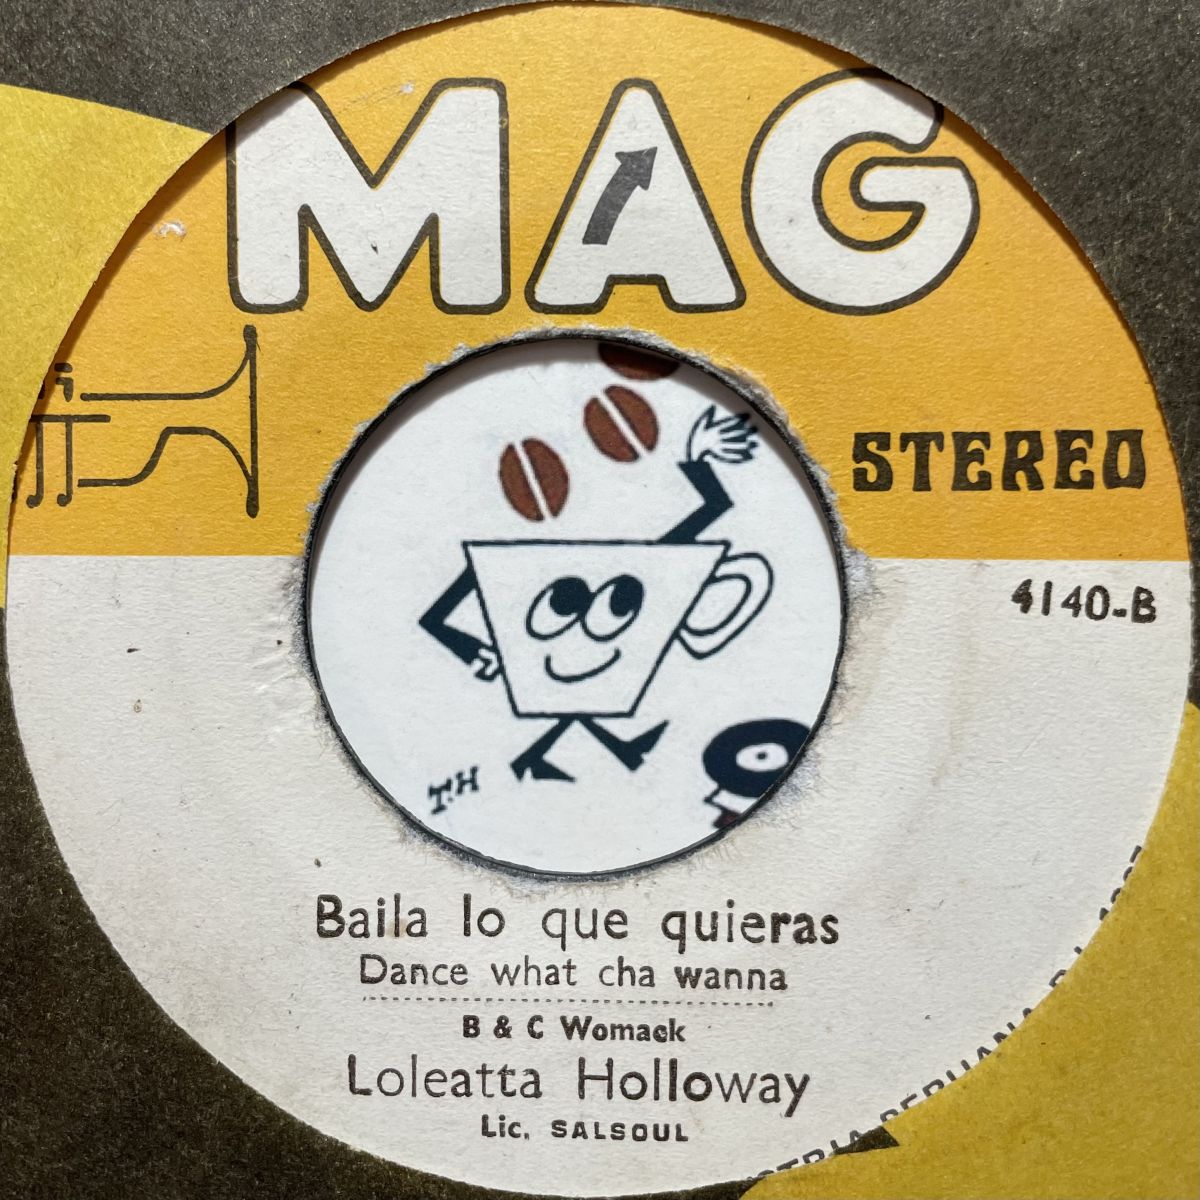 MAG
STEREO
4140-B
T.H
Baila lo que quieras
Dance what cha wanna
B & C Womack
Loleatta Holloway
Lic. SALSOUL